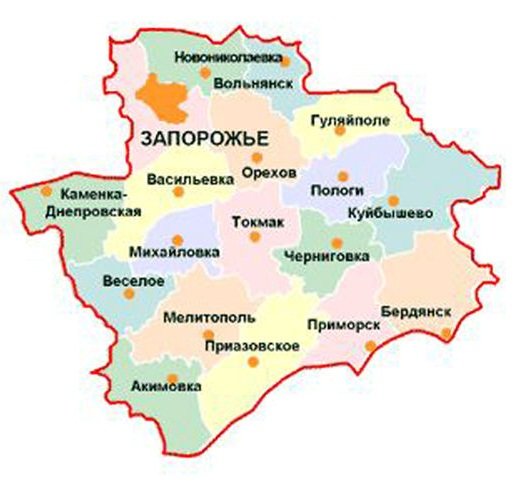 Новониколаевка
Вольнянск
Гуляйполе
ЗАПОРОЖЬЕ
Орехов
Васильевка
Пологи
Каменка-
Днепровская
Куйбышево
Токмак
Михайловка
Черниговка
Веселое
Мелитополь
Бердянск
Приморск
Приазовское
Акимовка